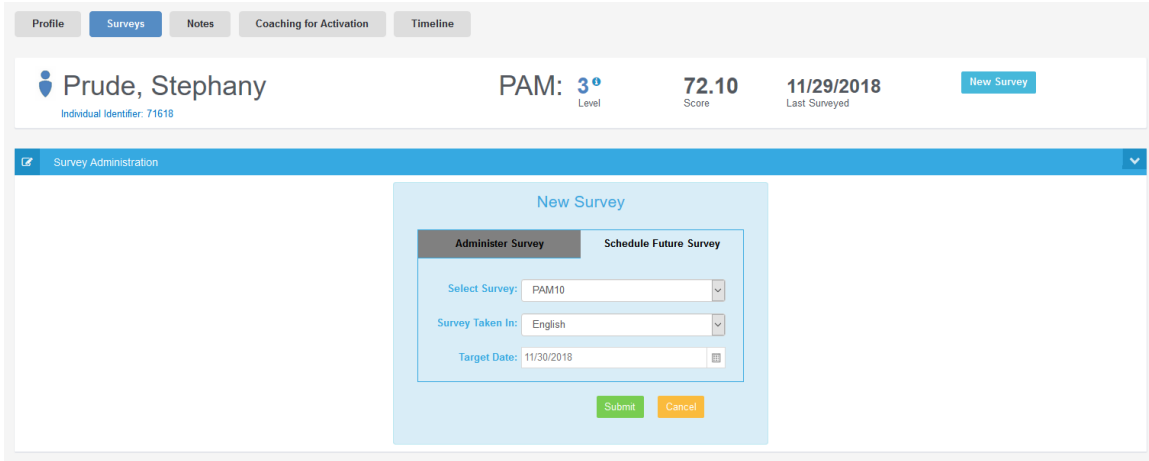 Profile Surveys Notes Coaching for Activation Timeline
Prude, Stephany PAM: 3 72.10 11/29/2018 New Survey
Individual Identifier: 71618 Level Score Last Surveyed
Survey Administration
New Survey
Administer Survey Schedule Future Survey
Select Survey: PAM10
Survey Taken In: English
Target Date: 11/30/2018
Submit Cancel